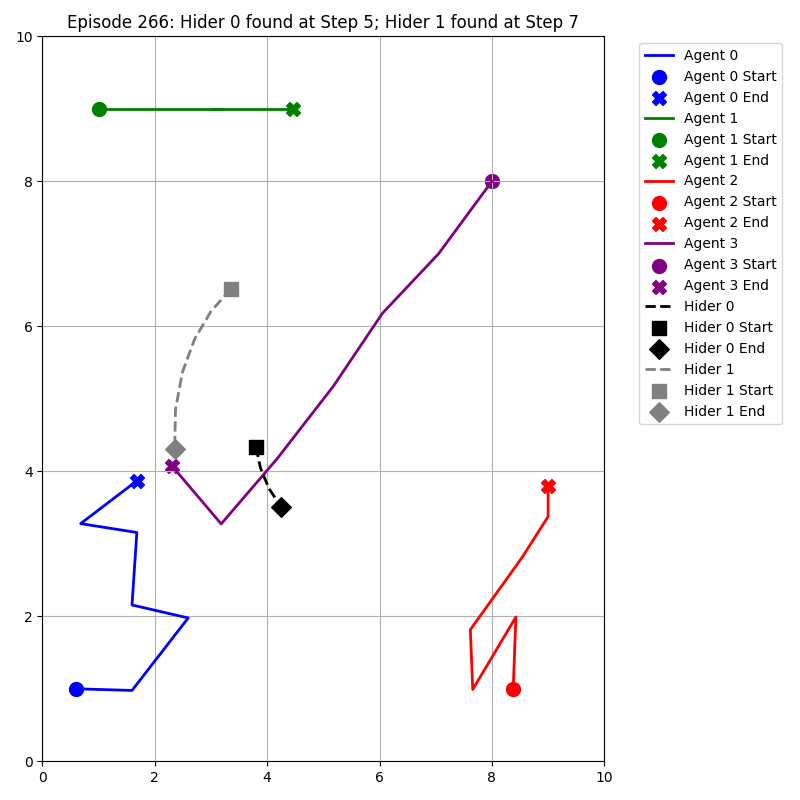 Episode 266: Hider 0 found at Step 5; Hider 1 found at Step 7
10
8
6
4
2
0
0 2 4 6 8 10
Agent 0
Agent 0 Start
Agent 0 End
Agent 1
Agent 1 Start
Agent 1 End
Agent 2
Agent 2 Start
Agent 2 End
Agent 3
Agent 3 Start
Agent 3 End
Hider 0
Hider 0 Start
Hider 0 End
Hider 1
Hider 1 Start
Hider 1 End